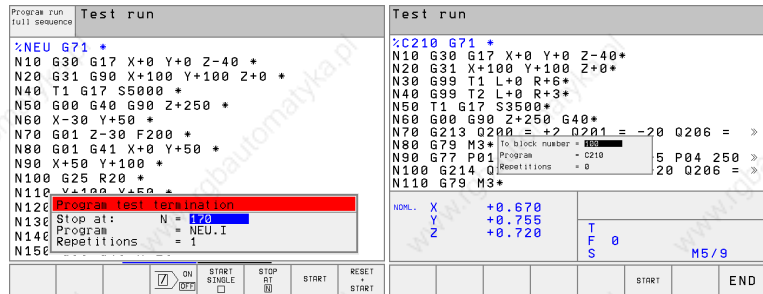 Program run
full sequence
Test run
%NEU G71 *
N10 G30 G17 X+0 Y+0 Z-40 *
N20 G31 G90 X+100 Y+100 Z+0 *
N40 T1 G17 S5000 *
N50 G00 G40 G90 Z+250 *
N60 X-30 Y+50 *
N70 G01 Z-30 F200 *
N80 G01 G41 X+0 Y+50 *
N90 X+50 Y+100 *
N100 G25 R20 *
N110 X+100 Y+50 *
N120
N130
N140
N150
Program test termination
Stop at: N = 170
Program = NEU.I
Repetitions = 1
ON
OFF
START
SINGLE
STOP
AT
N
START
RESET
+
START
Test run
%C210 G71 *
N10 G30 G17 X+0 Y+0 Z-40*
N20 G31 X+100 Y+100 Z+0*
N30 G99 T1 L+0 R+6*
N40 G99 T2 L+0 R+3*
N50 T1 G17 S3500*
N60 G00 G90 Z+250 G40*
N70 G213 Q200 = +2 Q201 = -20 Q206 = »
N80 G79 M3*
N90 G77 P01 5 P04 250 »
N100 G214 Q 20 Q206 = »
N110 G79 M3*
To block number = 100
Program = C210
Repetitions = 0
NOML. X +0.670
Y +0.755
Z +0.720
T
F 0
S M5/9
START
END